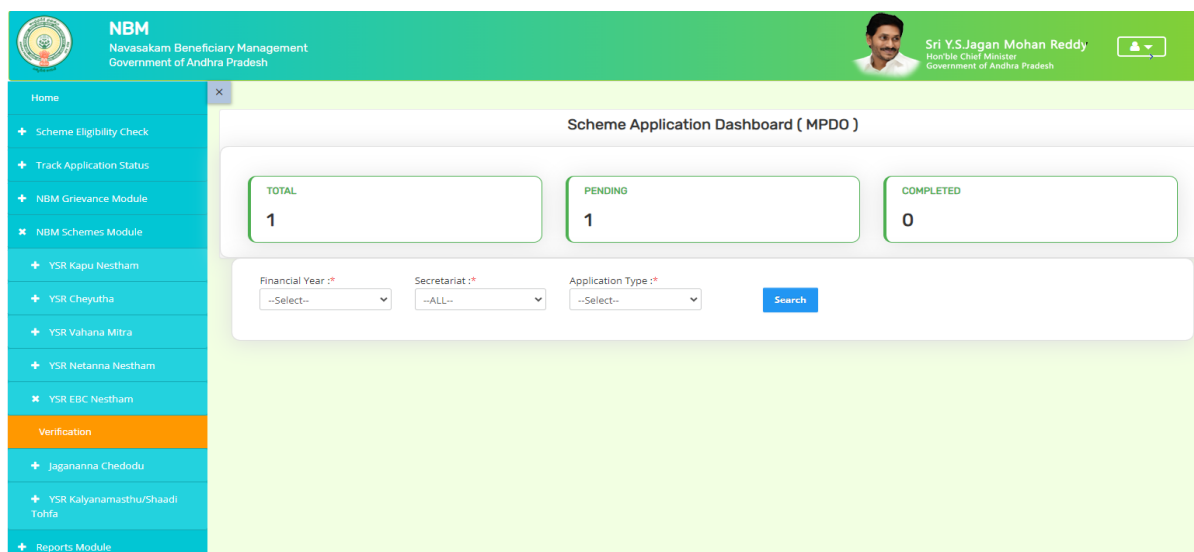 NBM
Navasakam Beneficiary Management
Government of Andhra Pradesh
Sri Y.S.Jagan Mohan Reddy
Hon'ble Chief Minister
Government of Andhra Pradesh
Home
×
Scheme Eligibility Check
Track Application Status
NBM Grievance Module
NBM Schemes Module
YSR Kapu Nestham
YSR Cheyutha
YSR Vahana Mitra
YSR Netanna Nestham
YSR EBC Nestham
Verification
Jagananna Chedodu
YSR Kalyanamasthu/Shaadi
Tohfa
Reports Module
Scheme Application Dashboard ( MPDO )
TOTAL
1
PENDING
1
COMPLETED
0
Financial Year :*
--Select--
Secretariat :*
--ALL--
Application Type :*
--Select--
Search